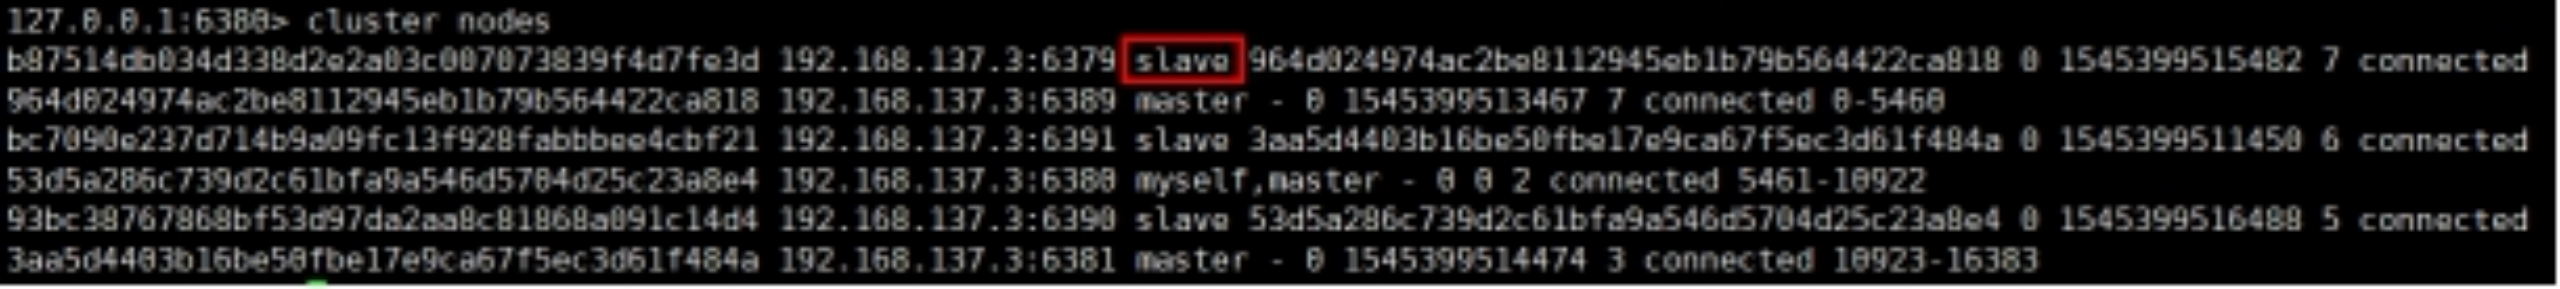 127.0.0.1:6380> cluster nodes
b87514db034d338d2e2a03c007073839f4d7fe3d 192.168.137.3:6379 slave 964d024974ac2be8112945eb1b79b564422ca818 0 1545399515482 7 connected
964d024974ac2be8112945eb1b79b564422ca818 192.168.137.3:6389 master - 0 1545399513467 7 connected 0-5460
bc7090e237d714b9a09fc13f928fabbbee4cbf21 192.168.137.3:6391 slave 3aa5d4403b16be50fbe17e9ca67f5ec3d61f484a 0 1545399511450 6 connected
53d5a286c739d2c61bfa9a546d5704d25c23a8e4 192.168.137.3:6380 myself,master - 0 0 2 connected 5461-10922
93bc38767868bf53d97da2aa8c81868a091c14d4 192.168.137.3:6390 slave 53d5a286c739d2c61bfa9a546d5704d25c23a8e4 0 1545399516488 5 connected
3aa5d4403b16be50fbe17e9ca67f5ec3d61f484a 192.168.137.3:6381 master - 0 1545399514474 3 connected 10923-16383